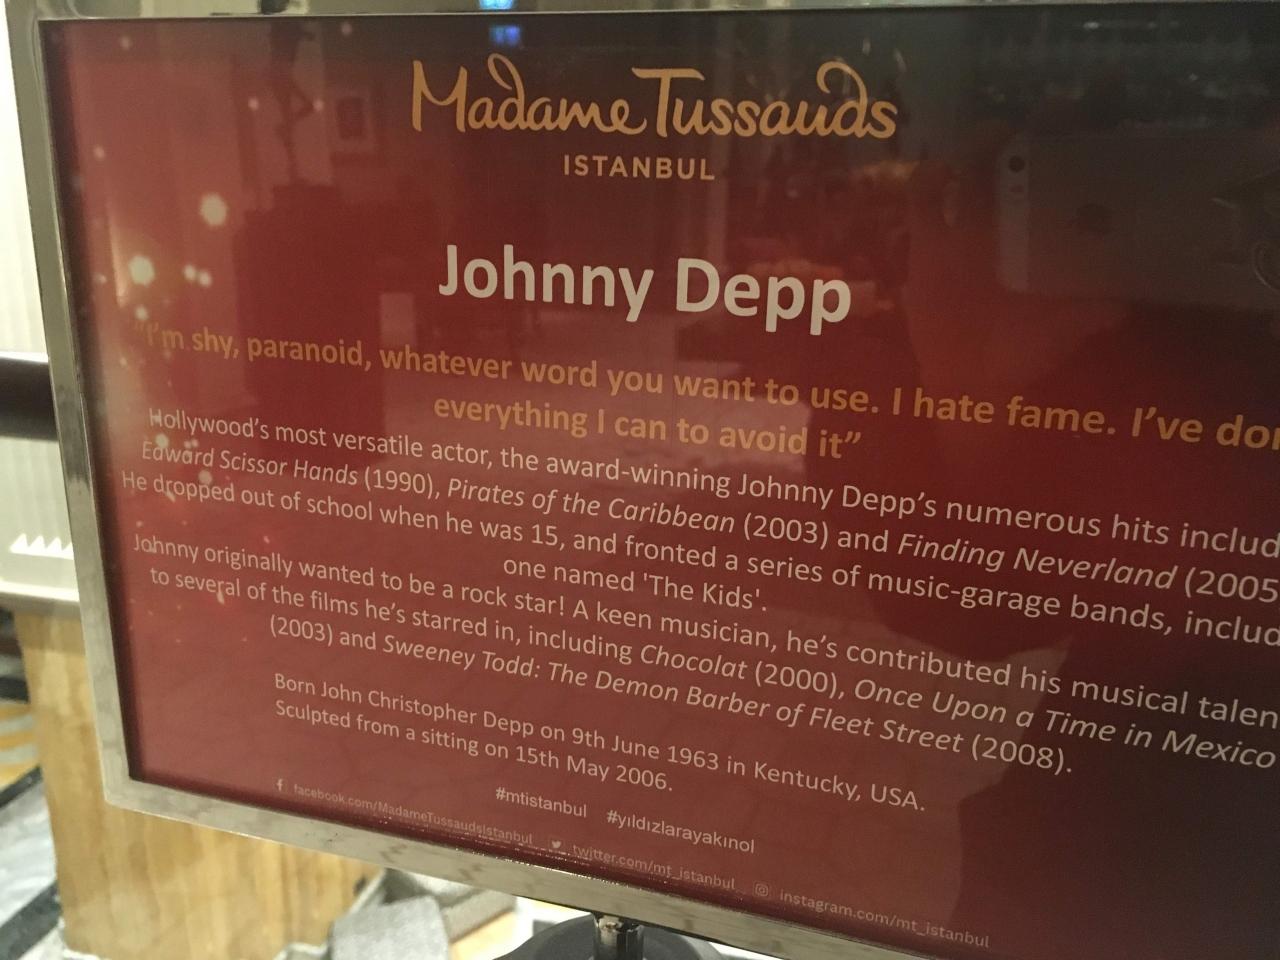 Madame Tussauds
ISTANBUL
Johnny Depp
"I'm shy, paranoid, whatever word you want to use. I hate fame. I've don
everything I can to avoid it”
Hollywood's most versatile actor, the award-winning Johnny Depp's numerous hits includ
Edward Scissor Hands (1990), Pirates of the Caribbean (2003) and Finding Neverland (2005
He dropped out of school when he was 15, and fronted a series of music-garage bands, includ
one named 'The Kids'.
Johnny originally wanted to be a rock star! A keen musician, he's contributed his musical talen
to several of the films he's starred in, including Chocolat (2000), Once Upon a Time in Mexico
(2003) and Sweeney Todd: The Demon Barber of Fleet Street (2008).
Born John Christopher Depp on 9th June 1963 in Kentucky, USA.
Sculpted from a sitting on 15th May 2006.
#mtistanbul #yıldızlarayakınol
facebook.com/MadameTussaudsIstanbul twitter.com/mt_istanbul instagram.com/mt_istanbul